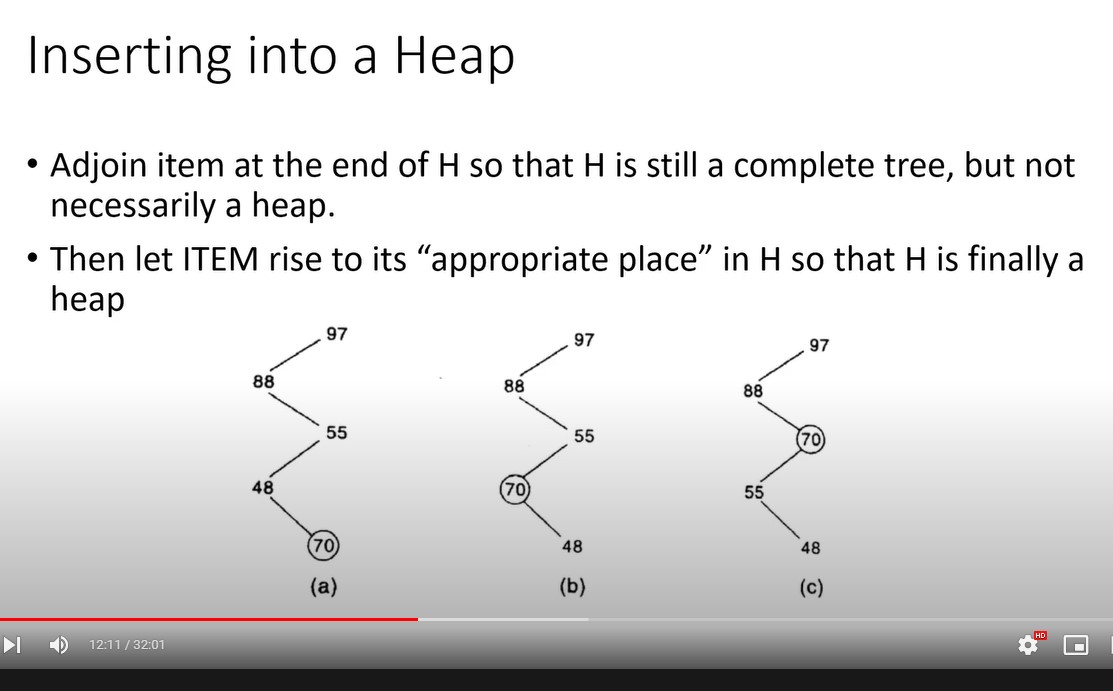 Inserting into a Heap
• Adjoin item at the end of H so that H is still a complete tree, but not
necessarily a heap.
• Then let ITEM rise to its “appropriate place” in H so that H is finally a
heap
97
88
55
48
70
(a)
97
88
55
70
48
(b)
97
88
70
55
48
(c)
12:11 / 32:01
HD